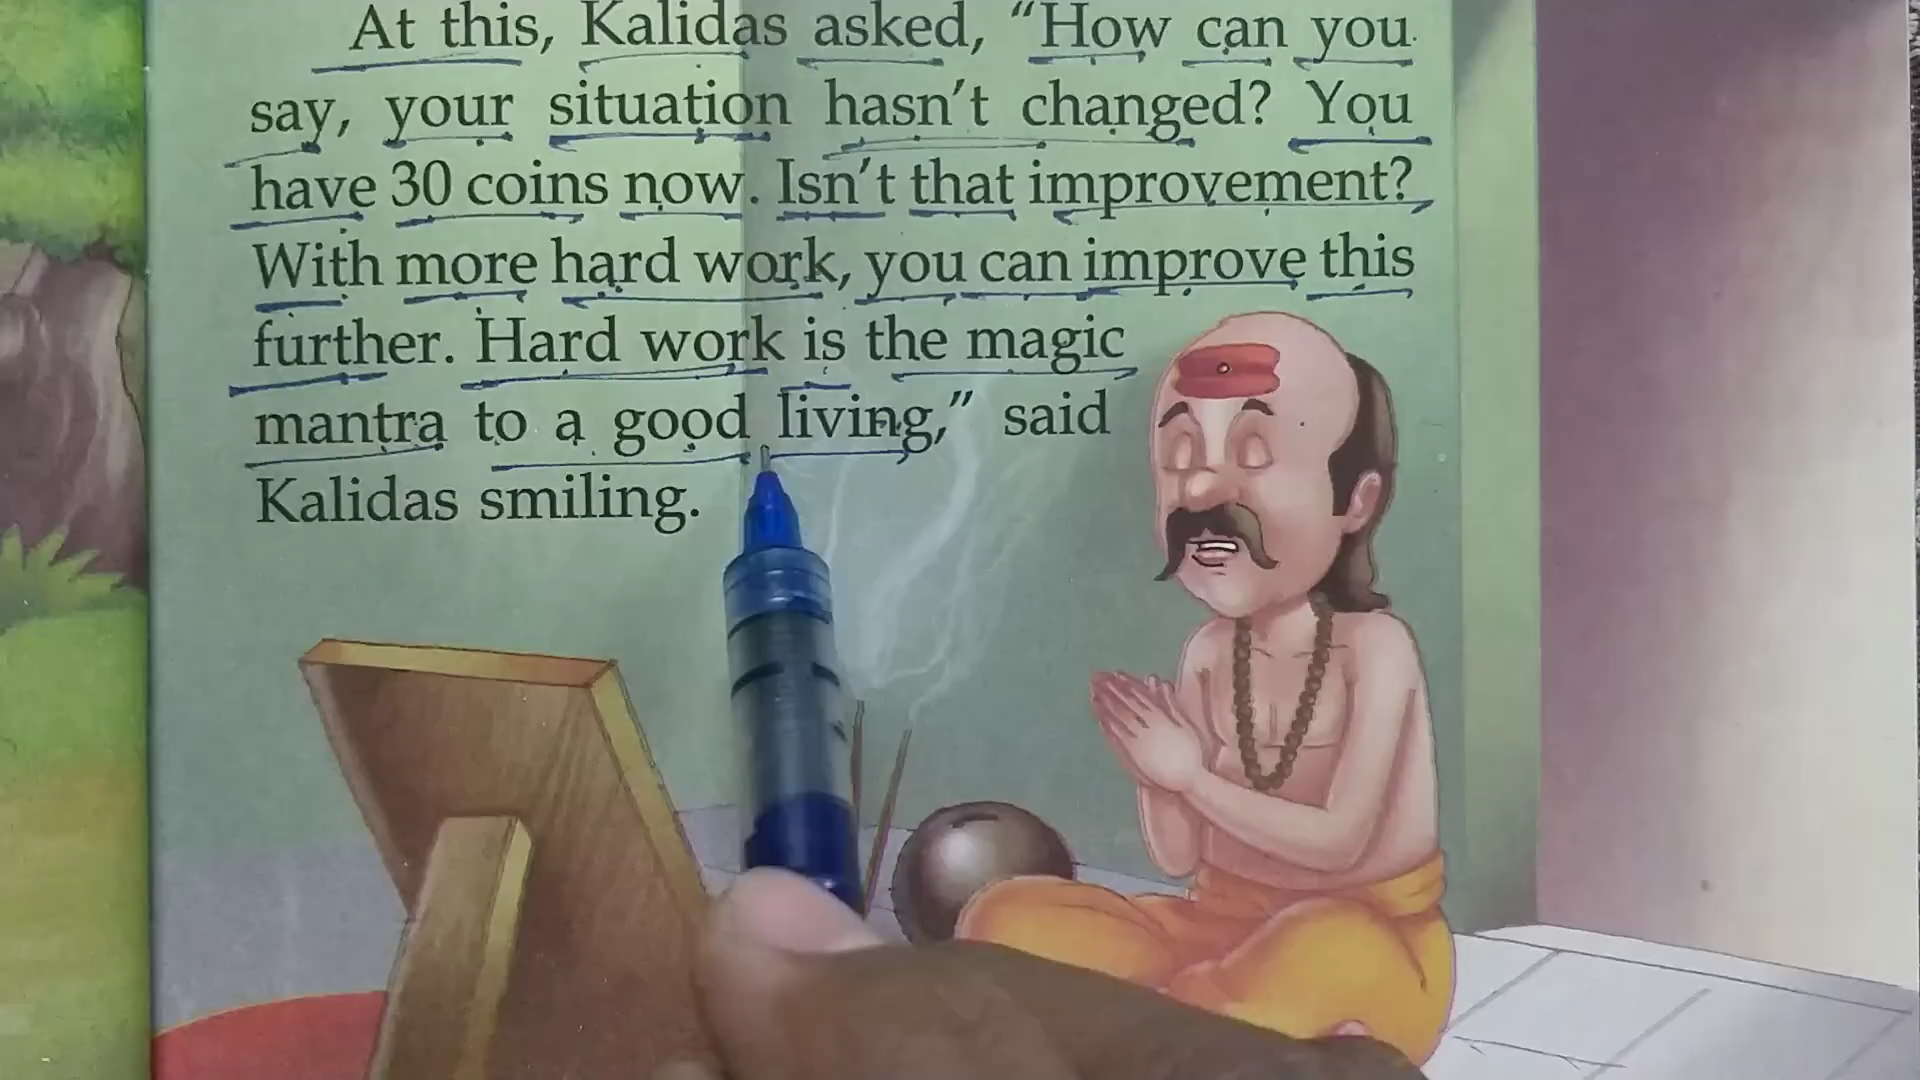 At this, Kalidas asked, “How can you
say, your situation hasn’t changed? You
have 30 coins now. Isn’t that improvement?
With more hard work, you can improve this
further. Hard work is the magic
mantra to a good living,” said
Kalidas smiling.